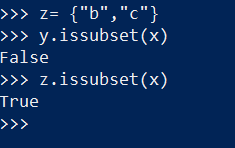 >>> z= {"b","c"}
>>> y.issubset(x)
False
>>> z.issubset(x)
True
>>>